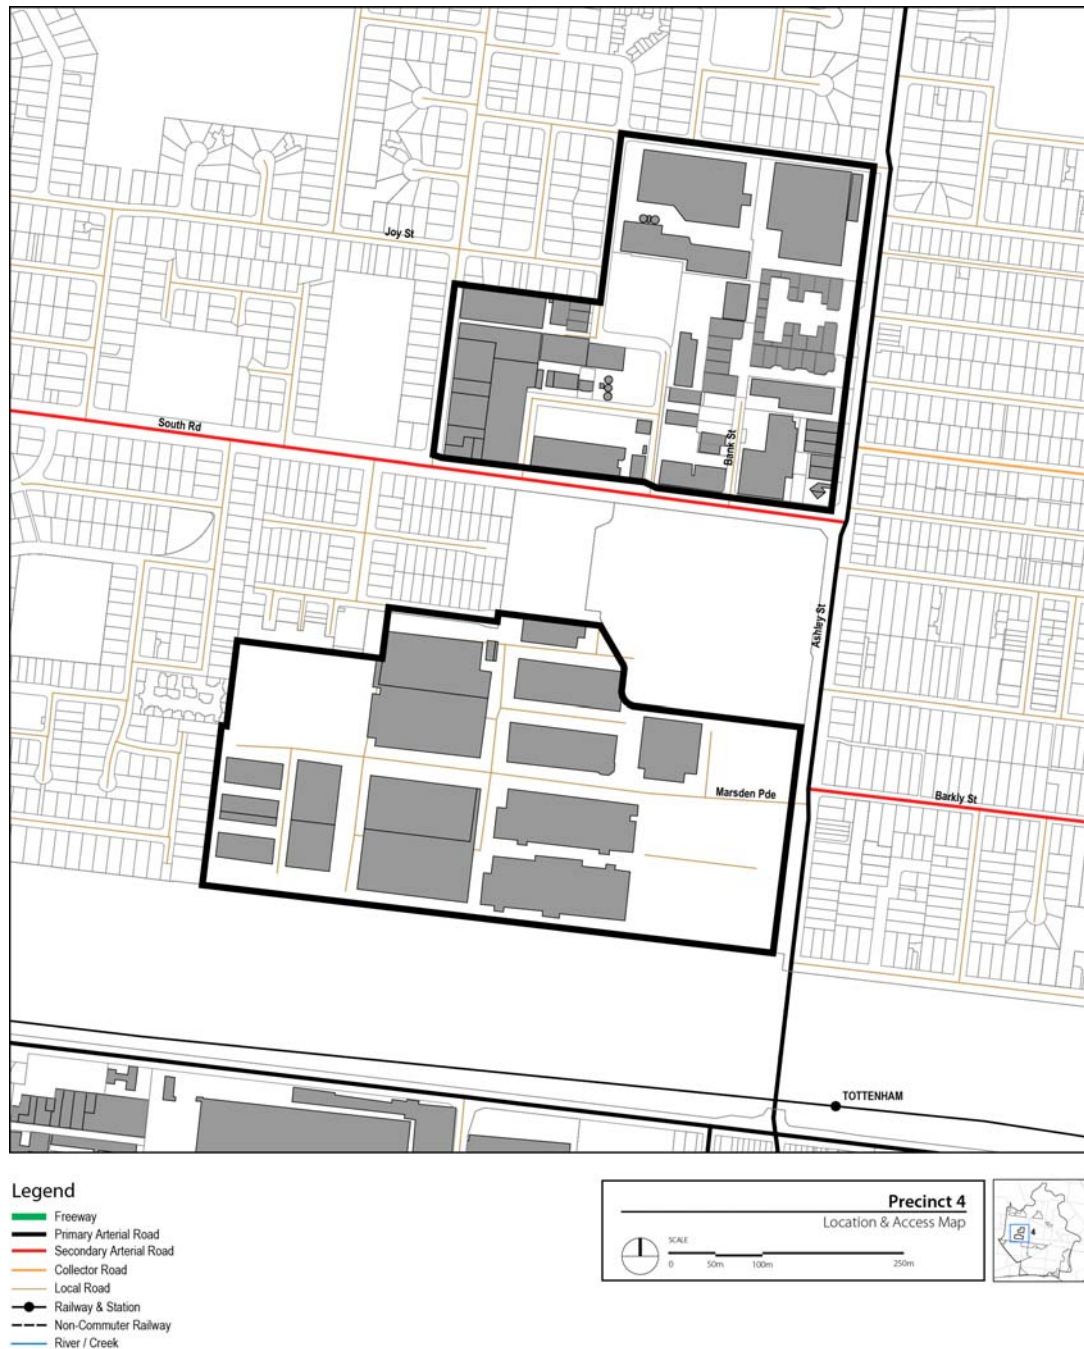 Joy St
South Rd
Bank St
Ashley St
Marsden Pde
Barkly St
TOTTENHAM
Legend
Freeway
Primary Arterial Road
Secondary Arterial Road
Collector Road
Local Road
Railway & Station
Non-Commuter Railway
River / Creek
Precinct 4
Location & Access Map
SCALE
0 50m 100m 250m
4